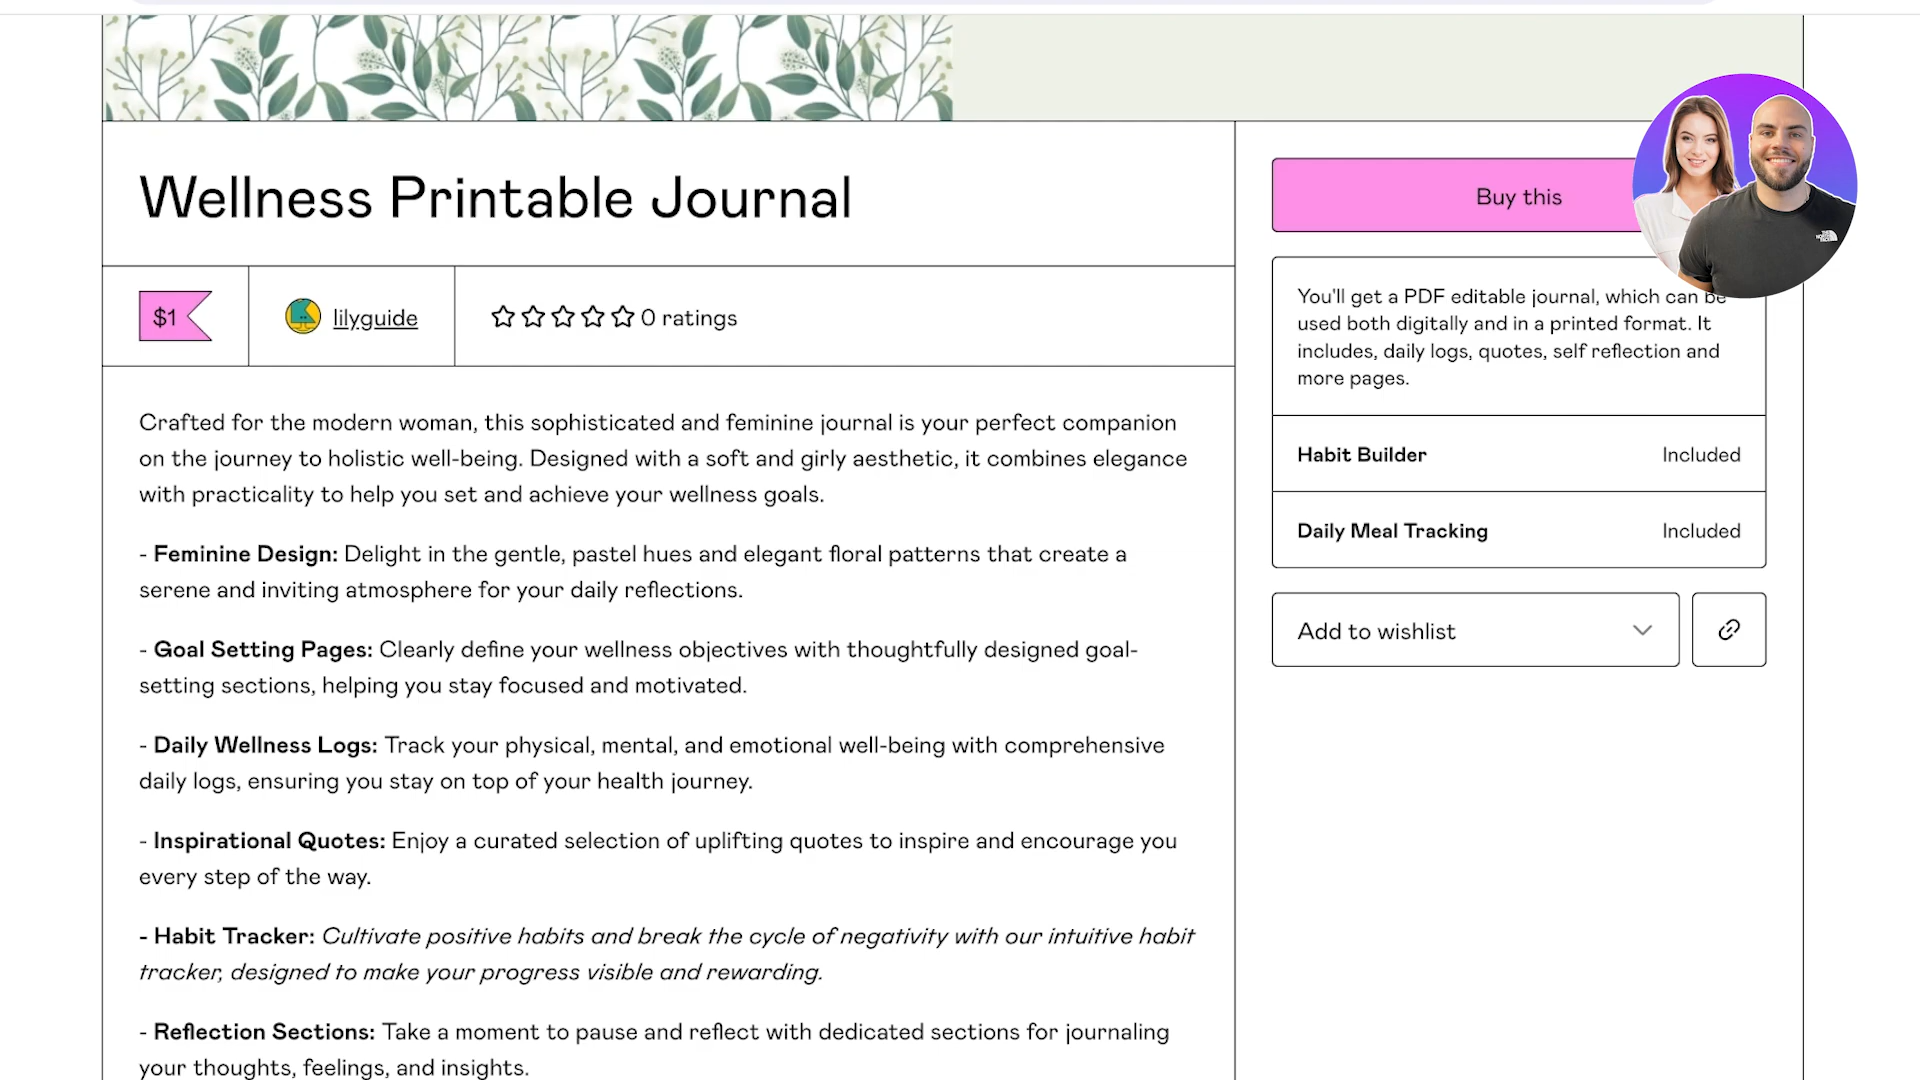 Wellness Printable Journal
$1
lilyguide
0 ratings
Crafted for the modern woman, this sophisticated and feminine journal is your perfect companion
on the journey to holistic well-being. Designed with a soft and girly aesthetic, it combines elegance
with practicality to help you set and achieve your wellness goals.
- Feminine Design: Delight in the gentle, pastel hues and elegant floral patterns that create a
serene and inviting atmosphere for your daily reflections.
- Goal Setting Pages: Clearly define your wellness objectives with thoughtfully designed goal-
setting sections, helping you stay focused and motivated.
- Daily Wellness Logs: Track your physical, mental, and emotional well-being with comprehensive
daily logs, ensuring you stay on top of your health journey.
- Inspirational Quotes: Enjoy a curated selection of uplifting quotes to inspire and encourage you
every step of the way.
- Habit Tracker: Cultivate positive habits and break the cycle of negativity with our intuitive habit
tracker, designed to make your progress visible and rewarding.
- Reflection Sections: Take a moment to pause and reflect with dedicated sections for journaling
your thoughts, feelings, and insights.
Buy this
You'll get a PDF editable journal, which can be
used both digitally and in a printed format. It
includes, daily logs, quotes, self reflection and
more pages.
Habit Builder
Included
Daily Meal Tracking
Included
Add to wishlist